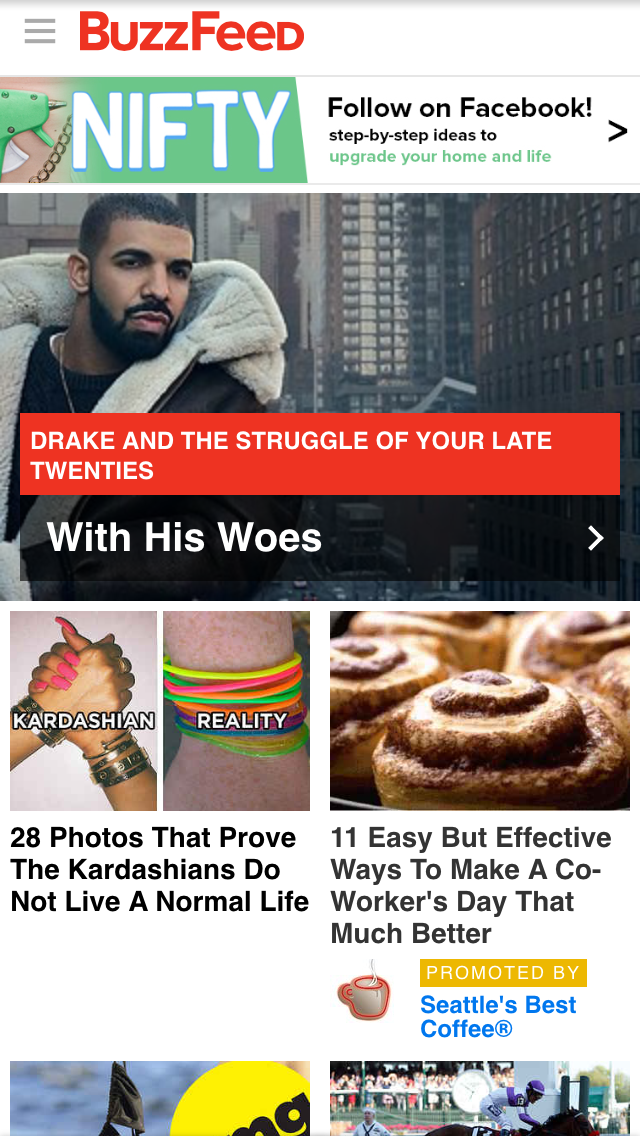 BuzzFeed
NIFTY
Follow on Facebook!
step-by-step ideas to
upgrade your home and life
DRAKE AND THE STRUGGLE OF YOUR LATE
TWENTIES
With His Woes
KARDASHIAN
REALITY
28 Photos That Prove
The Kardashians Do
Not Live A Normal Life
11 Easy But Effective
Ways To Make A Co-
Worker's Day That
Much Better
PROMOTED BY
Seattle's Best
Coffee®